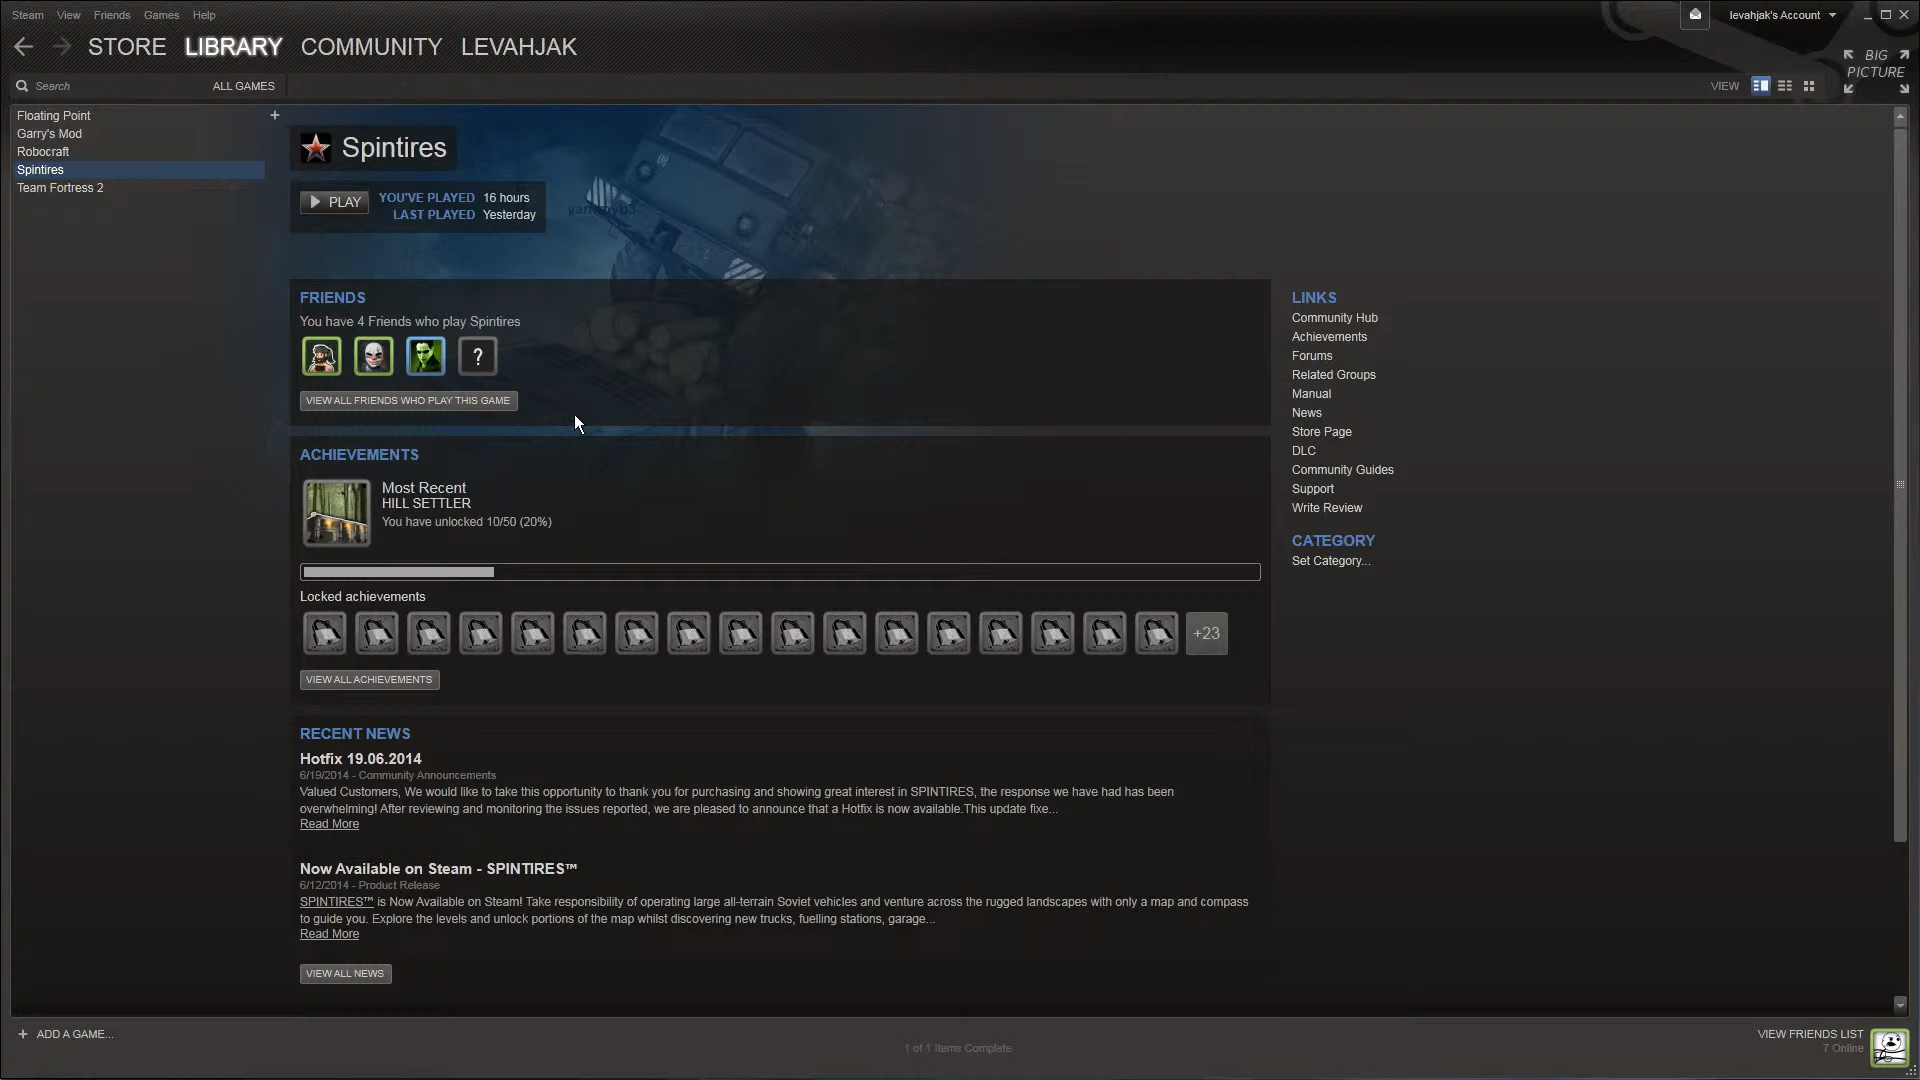 Steam View Friends Games Help
levahjak's Account
STORE LIBRARY COMMUNITY LEVAHJAK
BIG
PICTURE
Search ALL GAMES
VIEW
Floating Point
Garry's Mod
Robocraft
Spintires
Team Fortress 2
+
Spintires
PLAY
YOU'VE PLAYED 16 hours
LAST PLAYED Yesterday
FRIENDS
You have 4 Friends who play Spintires
?
VIEW ALL FRIENDS WHO PLAY THIS GAME
ACHIEVEMENTS
Most Recent
HILL SETTLER
You have unlocked 10/50 (20%)
Locked achievements
+23
VIEW ALL ACHIEVEMENTS
RECENT NEWS
Hotfix 19.06.2014
6/19/2014 - Community Announcements
Valued Customers, We would like to take this opportunity to thank you for purchasing and showing great interest in SPINTIRES, the response we have had has been
overwhelming! After reviewing and monitoring the issues reported, we are pleased to announce that a Hotfix is now available.This update fixe...
Read More
Now Available on Steam - SPINTIRES™
6/12/2014 - Product Release
SPINTIRES™ is Now Available on Steam! Take responsibility of operating large all-terrain Soviet vehicles and venture across the rugged landscapes with only a map and compass
to guide you. Explore the levels and unlock portions of the map whilst discovering new trucks, fuelling stations, garage...
Read More
VIEW ALL NEWS
LINKS
Community Hub
Achievements
Forums
Related Groups
Manual
News
Store Page
DLC
Community Guides
Support
Write Review
CATEGORY
Set Category...
+ ADD A GAME...
1 of 1 Items Complete
VIEW FRIENDS LIST
7 Online